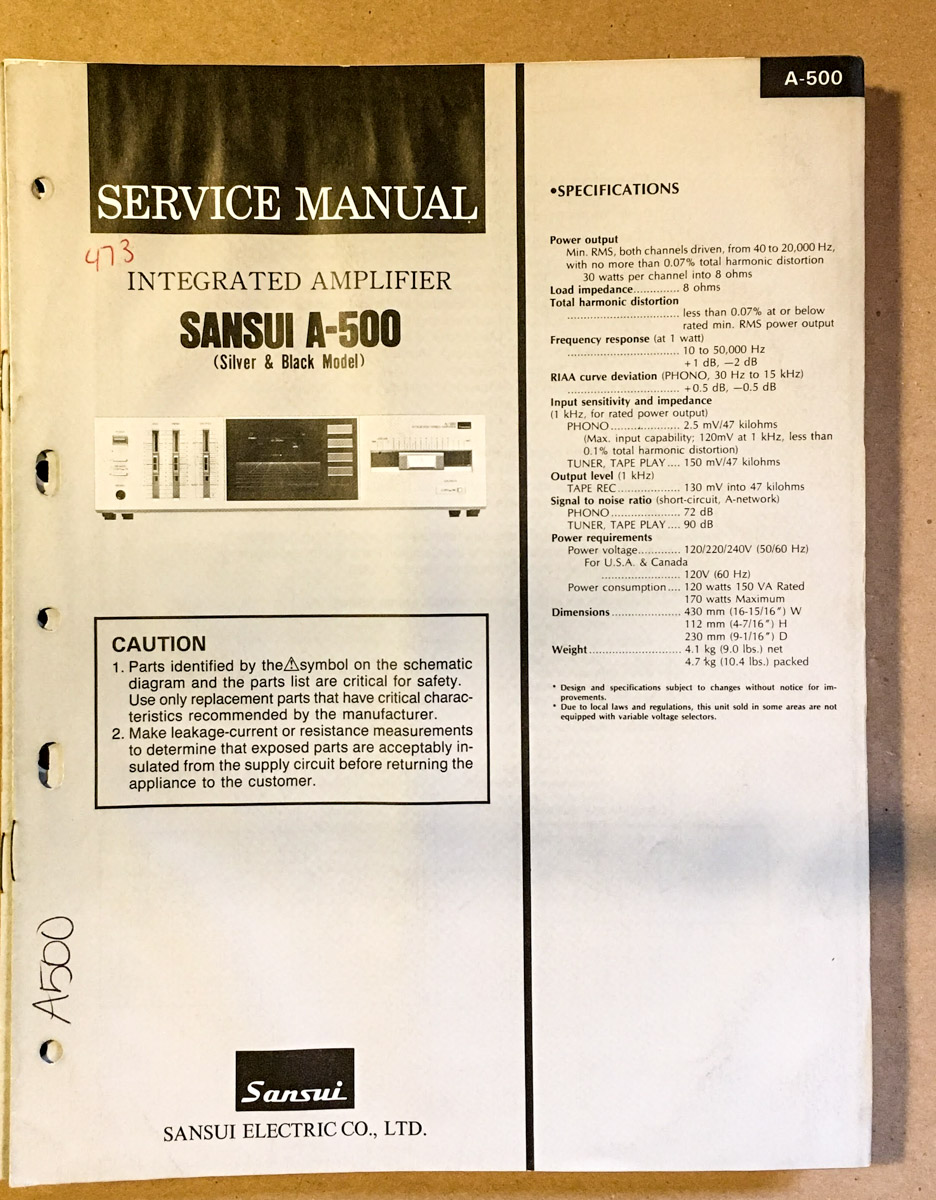 A-500
SERVICE MANUAL
473
INTEGRATED AMPLIFIER
SANSUI A-500
(Silver & Black Model)
CAUTION
1. Parts identified by the⚠symbol on the schematic
diagram and the parts list are critical for safety.
Use only replacement parts that have critical charac-
teristics recommended by the manufacturer.
2. Make leakage-current or resistance measurements
to determine that exposed parts are acceptably in-
sulated from the supply circuit before returning the
appliance to the customer.
A500
Sansui
SANSUI ELECTRIC CO., LTD.
•SPECIFICATIONS
Power output
Min. RMS, both channels driven, from 40 to 20,000 Hz,
with no more than 0.07% total harmonic distortion
30 watts per channel into 8 ohms
Load impedance.............. 8 ohms
Total harmonic distortion
.................................. less than 0.07% at or below
rated min. RMS power output
Frequency response (at 1 watt)
.................................. 10 to 50,000 Hz
+1 dB, −2 dB
RIAA curve deviation (PHONO, 30 Hz to 15 kHz)
.................................. +0.5 dB, −0.5 dB
Input sensitivity and impedance
(1 kHz, for rated power output)
PHONO..................... 2.5 mV/47 kilohms
(Max. input capability; 120mV at 1 kHz, less than
0.1% total harmonic distortion)
TUNER, TAPE PLAY.... 150 mV/47 kilohms
Output level (1 kHz)
TAPE REC................... 130 mV into 47 kilohms
Signal to noise ratio (short-circuit, A-network)
PHONO..................... 72 dB
TUNER, TAPE PLAY.... 90 dB
Power requirements
Power voltage............. 120/220/240V (50/60 Hz)
For U.S.A. & Canada
........................ 120V (60 Hz)
Power consumption.... 120 watts 150 VA Rated
170 watts Maximum
Dimensions..................... 430 mm (16-15/16″) W
112 mm (4-7/16″) H
230 mm (9-1/16″) D
Weight............................ 4.1 kg (9.0 lbs.) net
4.7 kg (10.4 lbs.) packed
* Design and specifications subject to changes without notice for im-
provements.
* Due to local laws and regulations, this unit sold in some areas are not
equipped with variable voltage selectors.